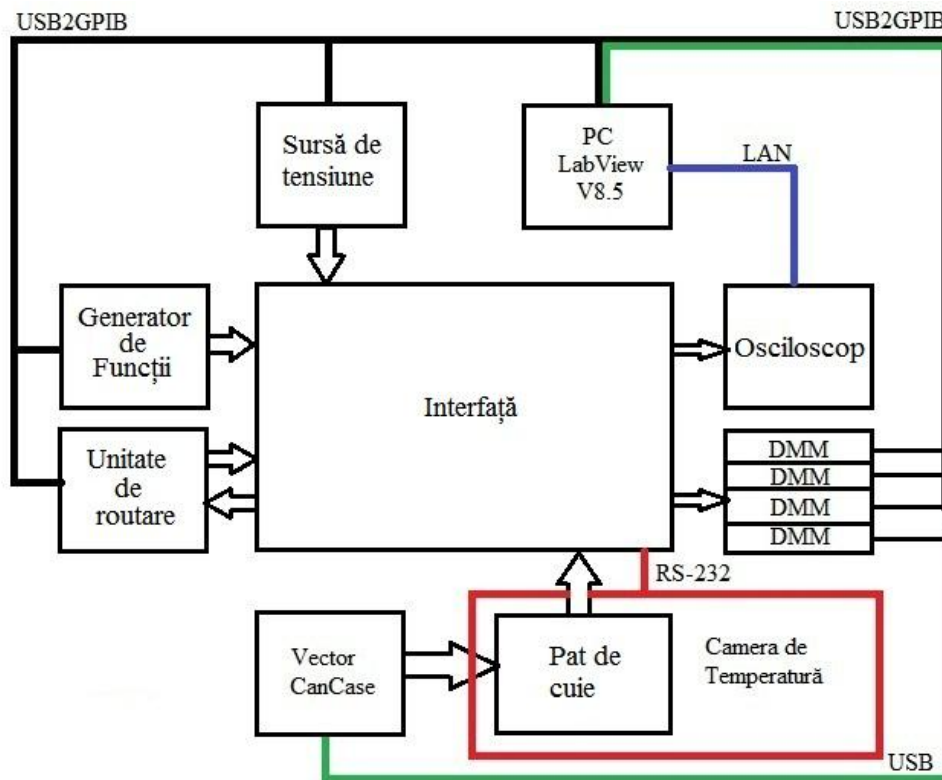 USB2GPIB
USB2GPIB
Sursă de
tensiune
PC
LabView
V8.5
LAN
Generator
de
Funcții
Osciloscop
Interfață
Unitate
de
routare
DMM
DMM
DMM
DMM
RS-232
Vector
CanCase
Pat de
cuie
Camera de
Temperatură
USB